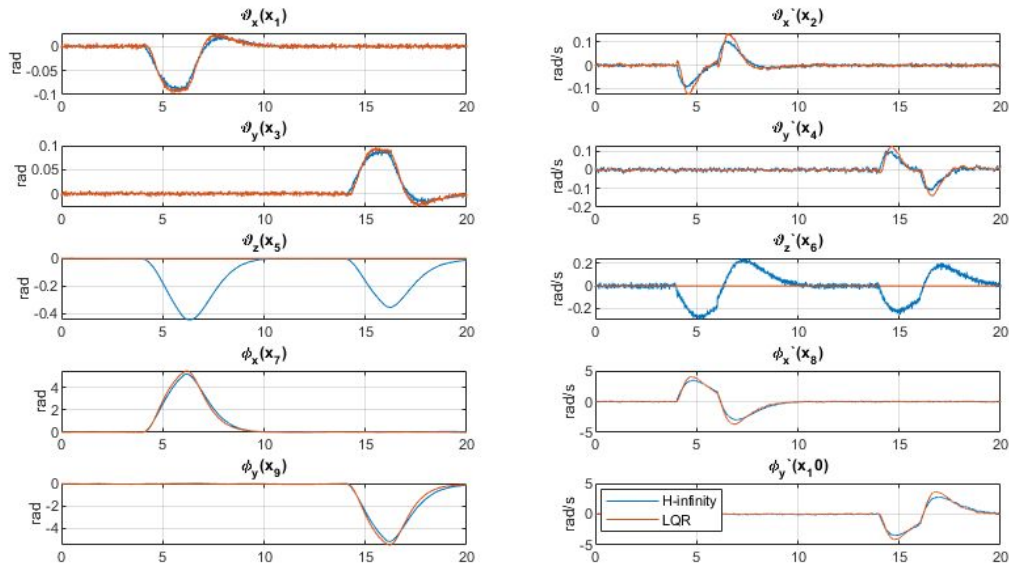 ϑx(x1)
rad
0
-0.05
-0.1
0 5 10 15 20
ϑx`(x2)
rad/s
0.1
0
-0.1
0 5 10 15 20
ϑy(x3)
rad
0.1
0.05
0
0 5 10 15 20
ϑy`(x4)
rad/s
0.1
0
-0.1
0.2
0 5 10 15 20
ϑz(x5)
rad
0
-0.2
-0.4
0 5 10 15 20
ϑz`(x6)
rad/s
0.2
0
-0.2
0 5 10 15 20
ϕx(x7)
rad
4
2
0
0 5 10 15 20
ϕx`(x8)
rad/s
5
0
-5
0 5 10 15 20
ϕy(x9)
rad
0
-2
-4
0 5 10 15 20
ϕy`(x10)
rad/s
5
0
-5
0 5 10 15 20
H-infinity
LQR